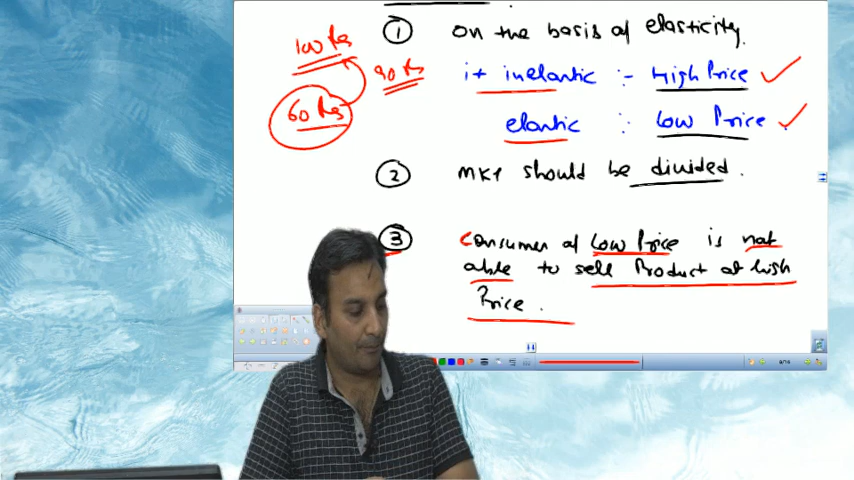 ① on the basis of elasticity.
100 Rs
90 Rs
if inelastic :- High Price ✓
60 Rs
elastic : Low Price ✓
② MKT should be divided.
③ Consumer of low Price is not
able to sell Product at high
Price.